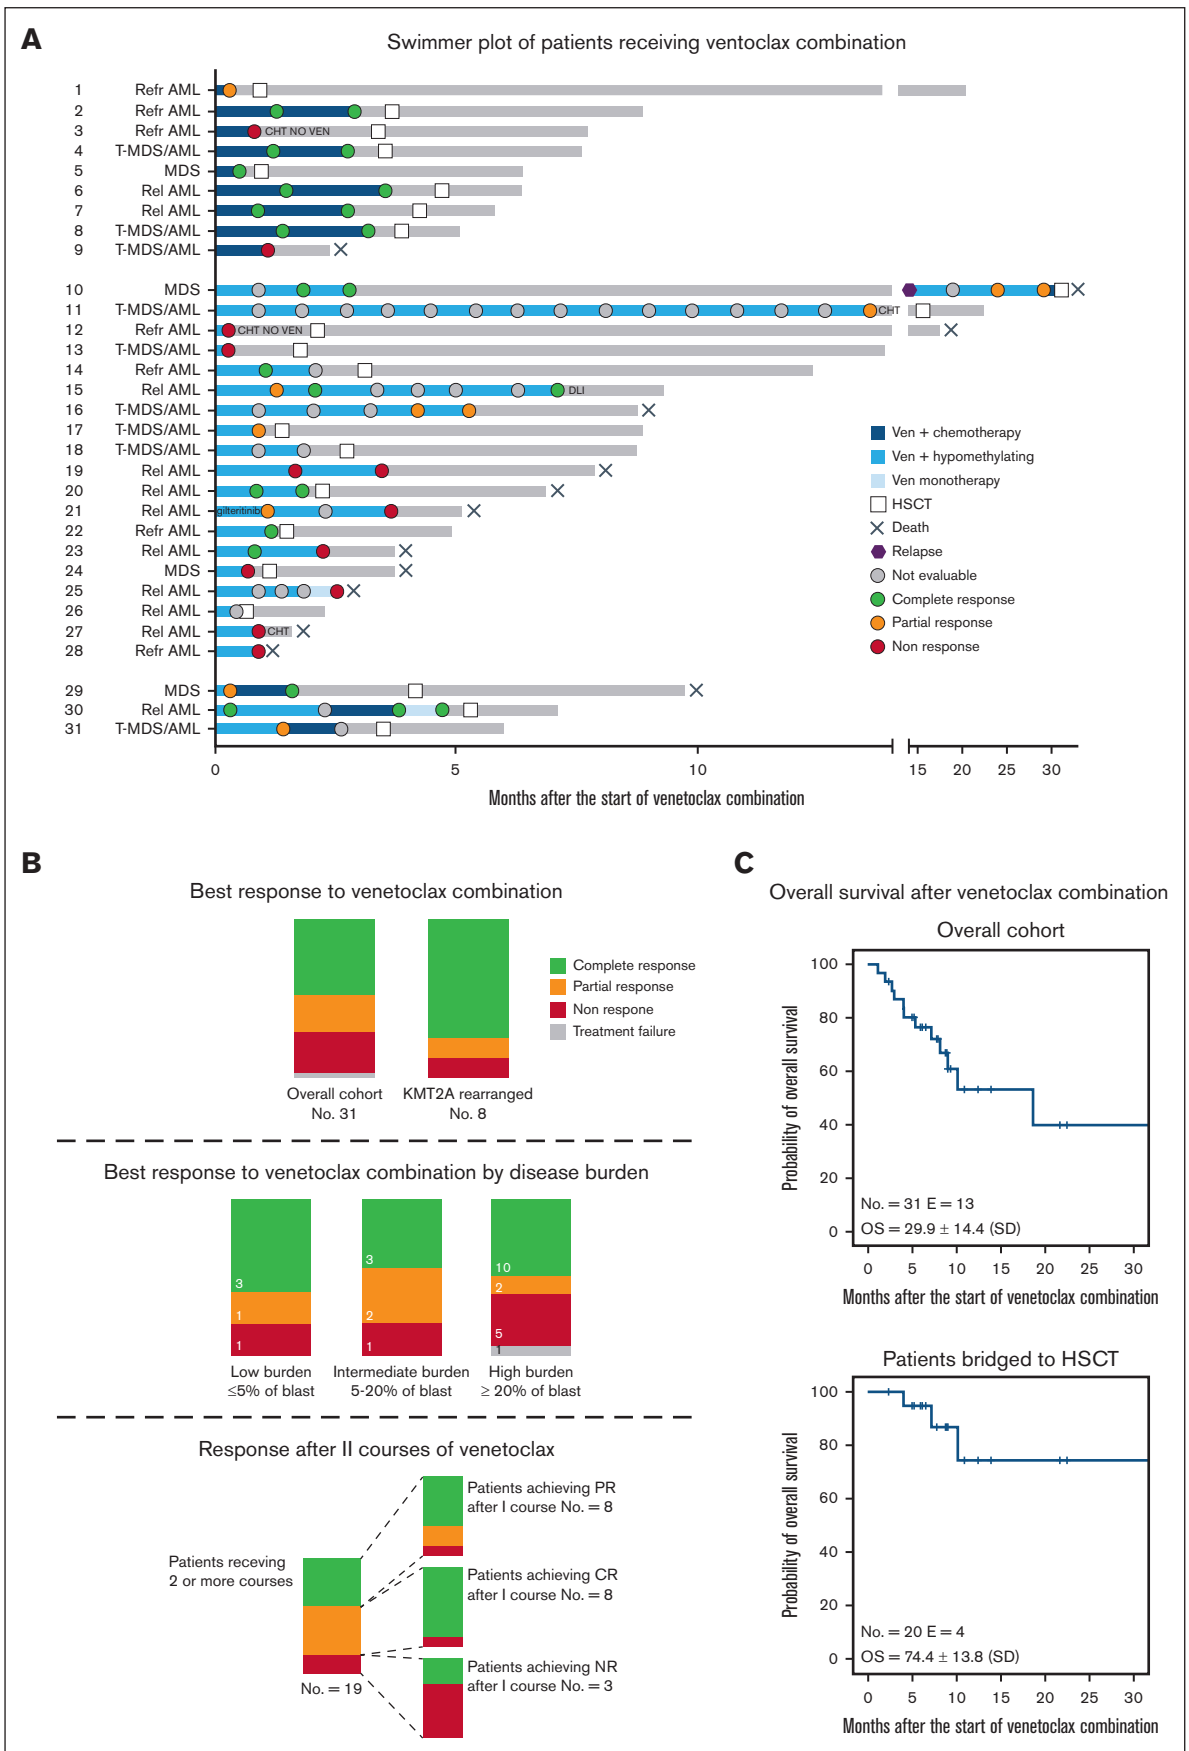 A
Swimmer plot of patients receiving ventoclax combination
1 Refr AML
2 Refr AML
3 Refr AML CHT NO VEN
4 T-MDS/AML
5 MDS
6 Rel AML
7 Rel AML
8 T-MDS/AML
9 T-MDS/AML
10 MDS
11 T-MDS/AML CHT
12 Refr AML CHT NO VEN
13 T-MDS/AML
14 Refr AML
15 Rel AML DLI
16 T-MDS/AML
17 T-MDS/AML
18 T-MDS/AML
19 Rel AML
20 Rel AML
21 Rel AML gilteritinib
22 Refr AML
23 Rel AML
24 MDS
25 Rel AML
26 Rel AML
27 Rel AML CHT
28 Refr AML
29 MDS
30 Rel AML
31 T-MDS/AML
Ven + chemotherapy
Ven + hypomethylating
Ven monotherapy
HSCT
Death
Relapse
Not evaluable
Complete response
Partial response
Non response
0 5 10 15 20 25 30
Months after the start of venetoclax combination
B
Best response to venetoclax combination
Complete response
Partial response
Non respone
Treatment failure
Overall cohort
No. 31
KMT2A rearranged
No. 8
Best response to venetoclax combination by disease burden
3
1
1
Low burden
≤5% of blast
3
2
1
Intermediate burden
5-20% of blast
10
2
5
1
High burden
≥ 20% of blast
Response after II courses of venetoclax
Patients receving
2 or more courses
No. = 19
Patients achieving PR
after I course No. = 8
Patients achieving CR
after I course No. = 8
Patients achieving NR
after I course No. = 3
C
Overall survival after venetoclax combination
Overall cohort
Probability of overall survival
100
80
60
40
20
0
No. = 31 E = 13
OS = 29.9 ± 14.4 (SD)
0 5 10 15 20 25 30
Months after the start of venetoclax combination
Patients bridged to HSCT
Probability of overall survival
100
80
60
40
20
0
No. = 20 E = 4
OS = 74.4 ± 13.8 (SD)
0 5 10 15 20 25 30
Months after the start of venetoclax combination